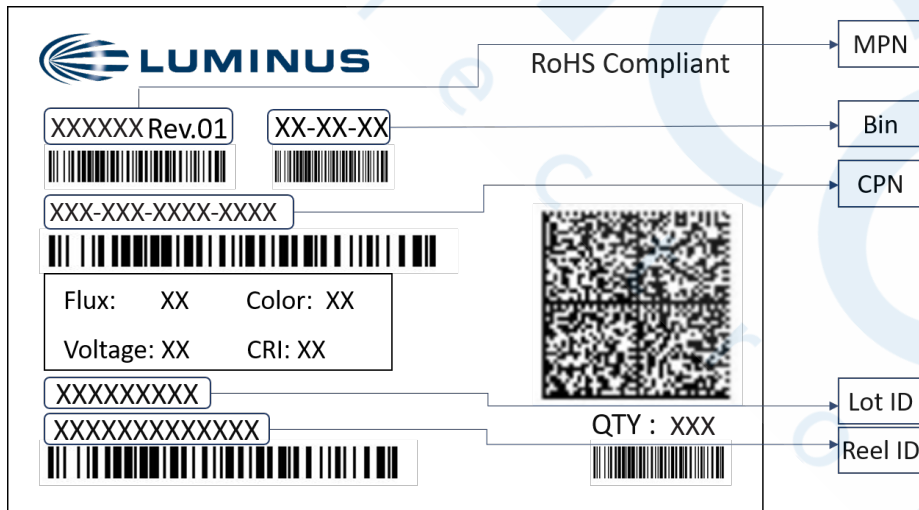 LUMINUS
RoHS Compliant
MPN
XXXXXX Rev.01
XX-XX-XX
Bin
XXX-XXX-XXXX-XXXX
CPN
Flux: XX Color: XX
Voltage: XX CRI: XX
XXXXXXXXX
Lot ID
XXXXXXXXXXXXX
QTY : XXX
Reel ID